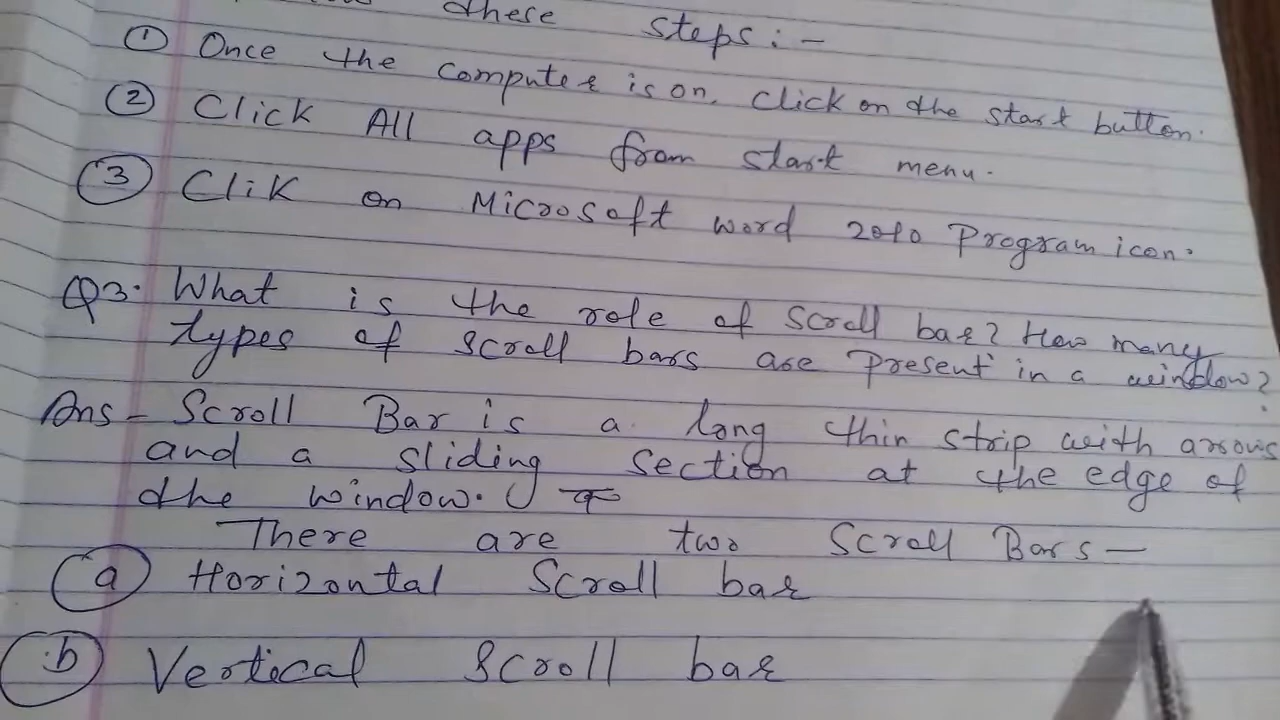 these steps:-
① Once the computer is on, click on the start button.
② Click All apps from start menu.
③ Clik on Microsoft word 2010 Program icon.
Q3. What is the role of Scroll bar? How many
types of Scroll bars are present in a window?
Ans - Scroll Bar is a long thin strip with arrows
and a sliding section at the edge of
the window.
There are two Scroll Bars-
ⓐ Horizontal Scroll bar
ⓑ Vertical Scroll bar